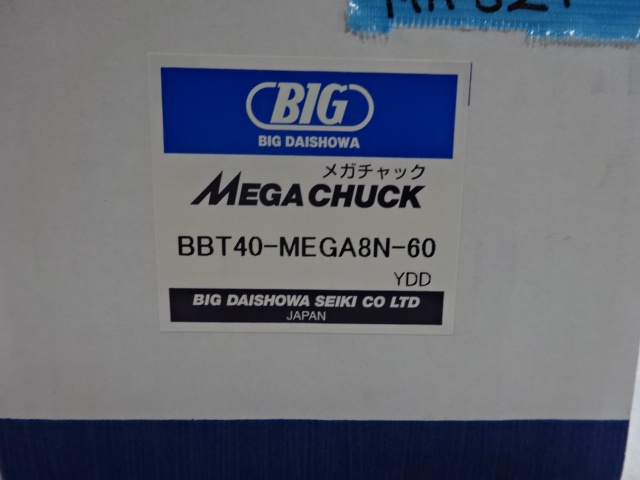 BIG
BIG DAISHOWA
メガチャック
MEGA CHUCK
BBT40-MEGA8N-60
YDD
BIG DAISHOWA SEIKI CO LTD
JAPAN